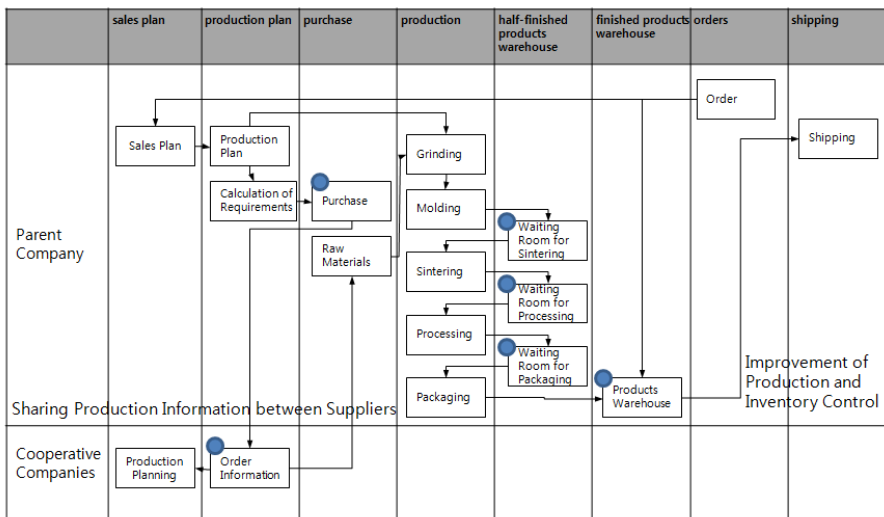 sales plan
production plan
purchase
production
half-finished
products
warehouse
finished products
warehouse
orders
shipping
Parent
Company
Order
Shipping
Sales Plan
Production
Plan
Grinding
Calculation of
Requirements
Purchase
Molding
Waiting
Room for
Sintering
Raw
Materials
Sintering
Waiting
Room for
Processing
Processing
Waiting
Room for
Packaging
Packaging
Products
Warehouse
Improvement of
Production and
Inventory Control
Sharing Production Information between Suppliers
Cooperative
Companies
Production
Planning
Order
Information